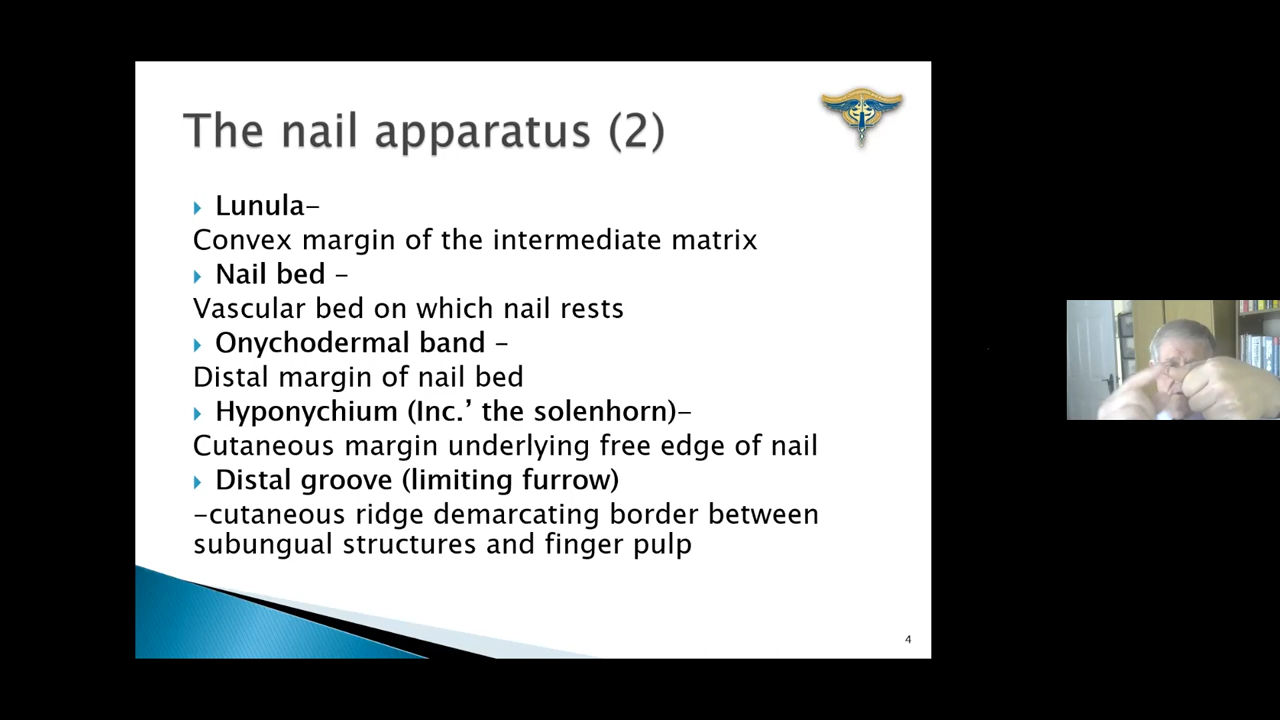 The nail apparatus (2)
Lunula–
Convex margin of the intermediate matrix
Nail bed –
Vascular bed on which nail rests
Onychodermal band –
Distal margin of nail bed
Hyponychium (Inc.’ the solenhorn)–
Cutaneous margin underlying free edge of nail
Distal groove (limiting furrow)
–cutaneous ridge demarcating border between
subungual structures and finger pulp
4